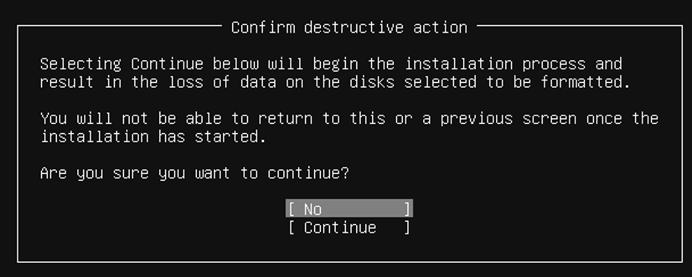 Confirm destructive action
Selecting Continue below will begin the installation process and
result in the loss of data on the disks selected to be formatted.
You will not be able to return to this or a previous screen once the
installation has started.
Are you sure you want to continue?
[ No ]
[ Continue ]